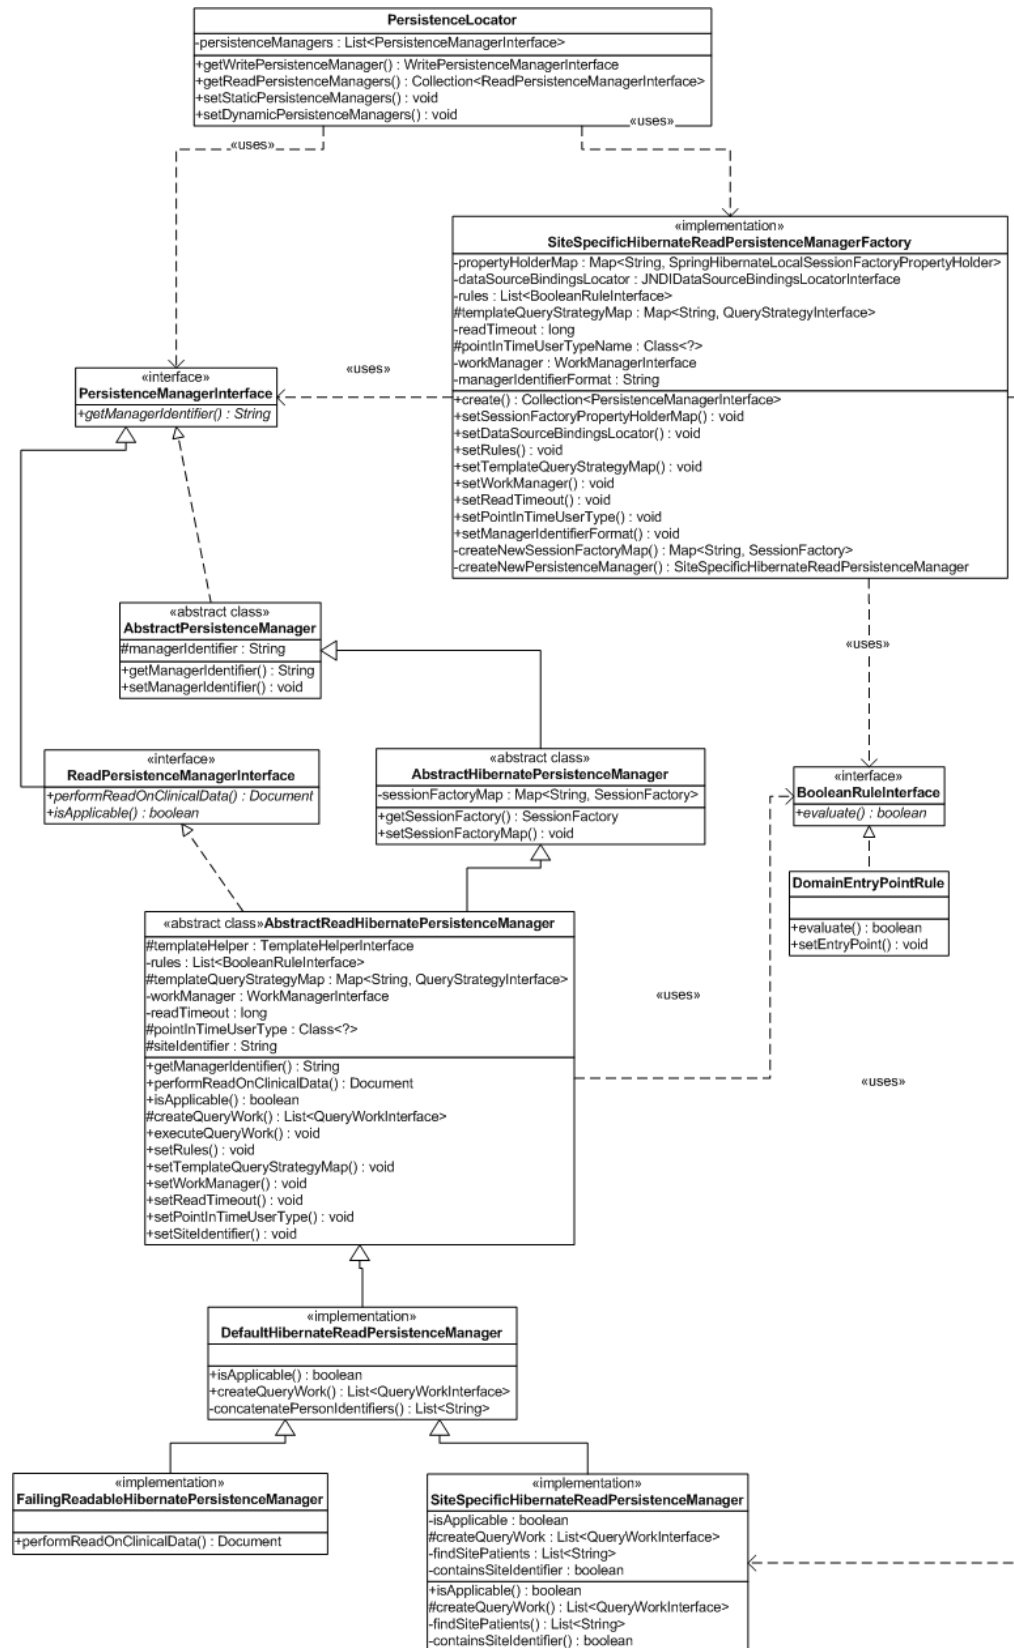 PersistenceLocator
-persistenceManagers : List<PersistenceManagerInterface>
+getWritePersistenceManager() : WritePersistenceManagerInterface
+getReadPersistenceManagers() : Collection<ReadPersistenceManagerInterface>
+setStaticPersistenceManagers() : void
+setDynamicPersistenceManagers() : void
«uses»
«uses»
«implementation»
SiteSpecificHibernateReadPersistenceManagerFactory
-propertyHolderMap : Map<String, SpringHibernateLocalSessionFactoryPropertyHolder>
-dataSourceBindingsLocator : JNDIDataSourceBindingsLocatorInterface
-rules : List<BooleanRuleInterface>
#templateQueryStrategyMap : Map<String, QueryStrategyInterface>
-readTimeout : long
#pointInTimeUserTypeName : Class<?>
-workManager : WorkManagerInterface
-managerIdentifierFormat : String
+create() : Collection<PersistenceManagerInterface>
+setSessionFactoryPropertyHolderMap() : void
+setDataSourceBindingsLocator() : void
+setRules() : void
+setTemplateQueryStrategyMap() : void
+setWorkManager() : void
+setReadTimeout() : void
+setPointInTimeUserType() : void
+setManagerIdentifierFormat() : void
-createNewSessionFactoryMap() : Map<String, SessionFactory>
-createNewPersistenceManager() : SiteSpecificHibernateReadPersistenceManager
«uses»
«interface»
PersistenceManagerInterface
+getManagerIdentifier() : String
«abstract class»
AbstractPersistenceManager
#managerIdentifier : String
+getManagerIdentifier() : String
+setManagerIdentifier() : void
«uses»
«interface»
ReadPersistenceManagerInterface
+performReadOnClinicalData() : Document
+isApplicable() : boolean
«abstract class»
AbstractHibernatePersistenceManager
-sessionFactoryMap : Map<String, SessionFactory>
+getSessionFactory() : SessionFactory
+setSessionFactoryMap() : void
«interface»
BooleanRuleInterface
+evaluate() : boolean
DomainEntryPointRule
+evaluate() : boolean
+setEntryPoint() : void
«abstract class»AbstractReadHibernatePersistenceManager
#templateHelper : TemplateHelperInterface
-rules : List<BooleanRuleInterface>
#templateQueryStrategyMap : Map<String, QueryStrategyInterface>
-workManager : WorkManagerInterface
-readTimeout : long
#pointInTimeUserType : Class<?>
#siteIdentifier : String
+getManagerIdentifier() : String
+performReadOnClinicalData() : Document
+isApplicable() : boolean
#createQueryWork() : List<QueryWorkInterface>
+executeQueryWork() : void
+setRules() : void
+setTemplateQueryStrategyMap() : void
+setWorkManager() : void
+setReadTimeout() : void
+setPointInTimeUserType() : void
+setSiteIdentifier() : void
«uses»
«uses»
«implementation»
DefaultHibernateReadPersistenceManager
+isApplicable() : boolean
+createQueryWork() : List<QueryWorkInterface>
-concatenatePersonIdentifiers() : List<String>
«implementation»
FailingReadableHibernatePersistenceManager
+performReadOnClinicalData() : Document
«implementation»
SiteSpecificHibernateReadPersistenceManager
-isApplicable : boolean
#createQueryWork : List<QueryWorkInterface>
-findSitePatients : List<String>
-containsSiteIdentifier : boolean
+isApplicable() : boolean
#createQueryWork() : List<QueryWorkInterface>
-findSitePatients() : List<String>
-containsSiteIdentifier() : boolean